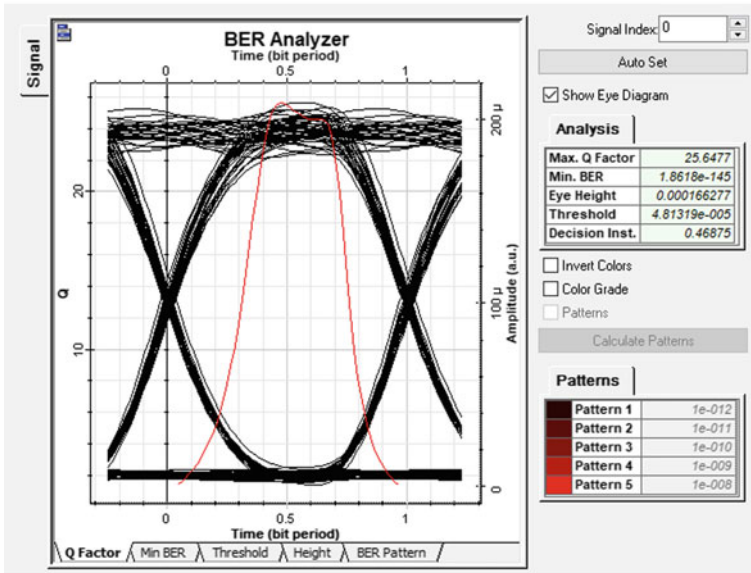 Signal
BER Analyzer
Time (bit period)
0 0.5 1
Q
20
10
200 µ
100 µ
0
Amplitude (a.u.)
0 0.5 1
Time (bit period)
Q Factor Min BER Threshold Height BER Pattern
Signal Index: 0
Auto Set
Show Eye Diagram
Analysis
Max. Q Factor 25.6477
Min. BER 1.8618e-145
Eye Height 0.000166277
Threshold 4.81319e-005
Decision Inst. 0.46875
Invert Colors
Color Grade
Patterns
Calculate Patterns
Patterns
Pattern 1 1e-012
Pattern 2 1e-011
Pattern 3 1e-010
Pattern 4 1e-009
Pattern 5 1e-008